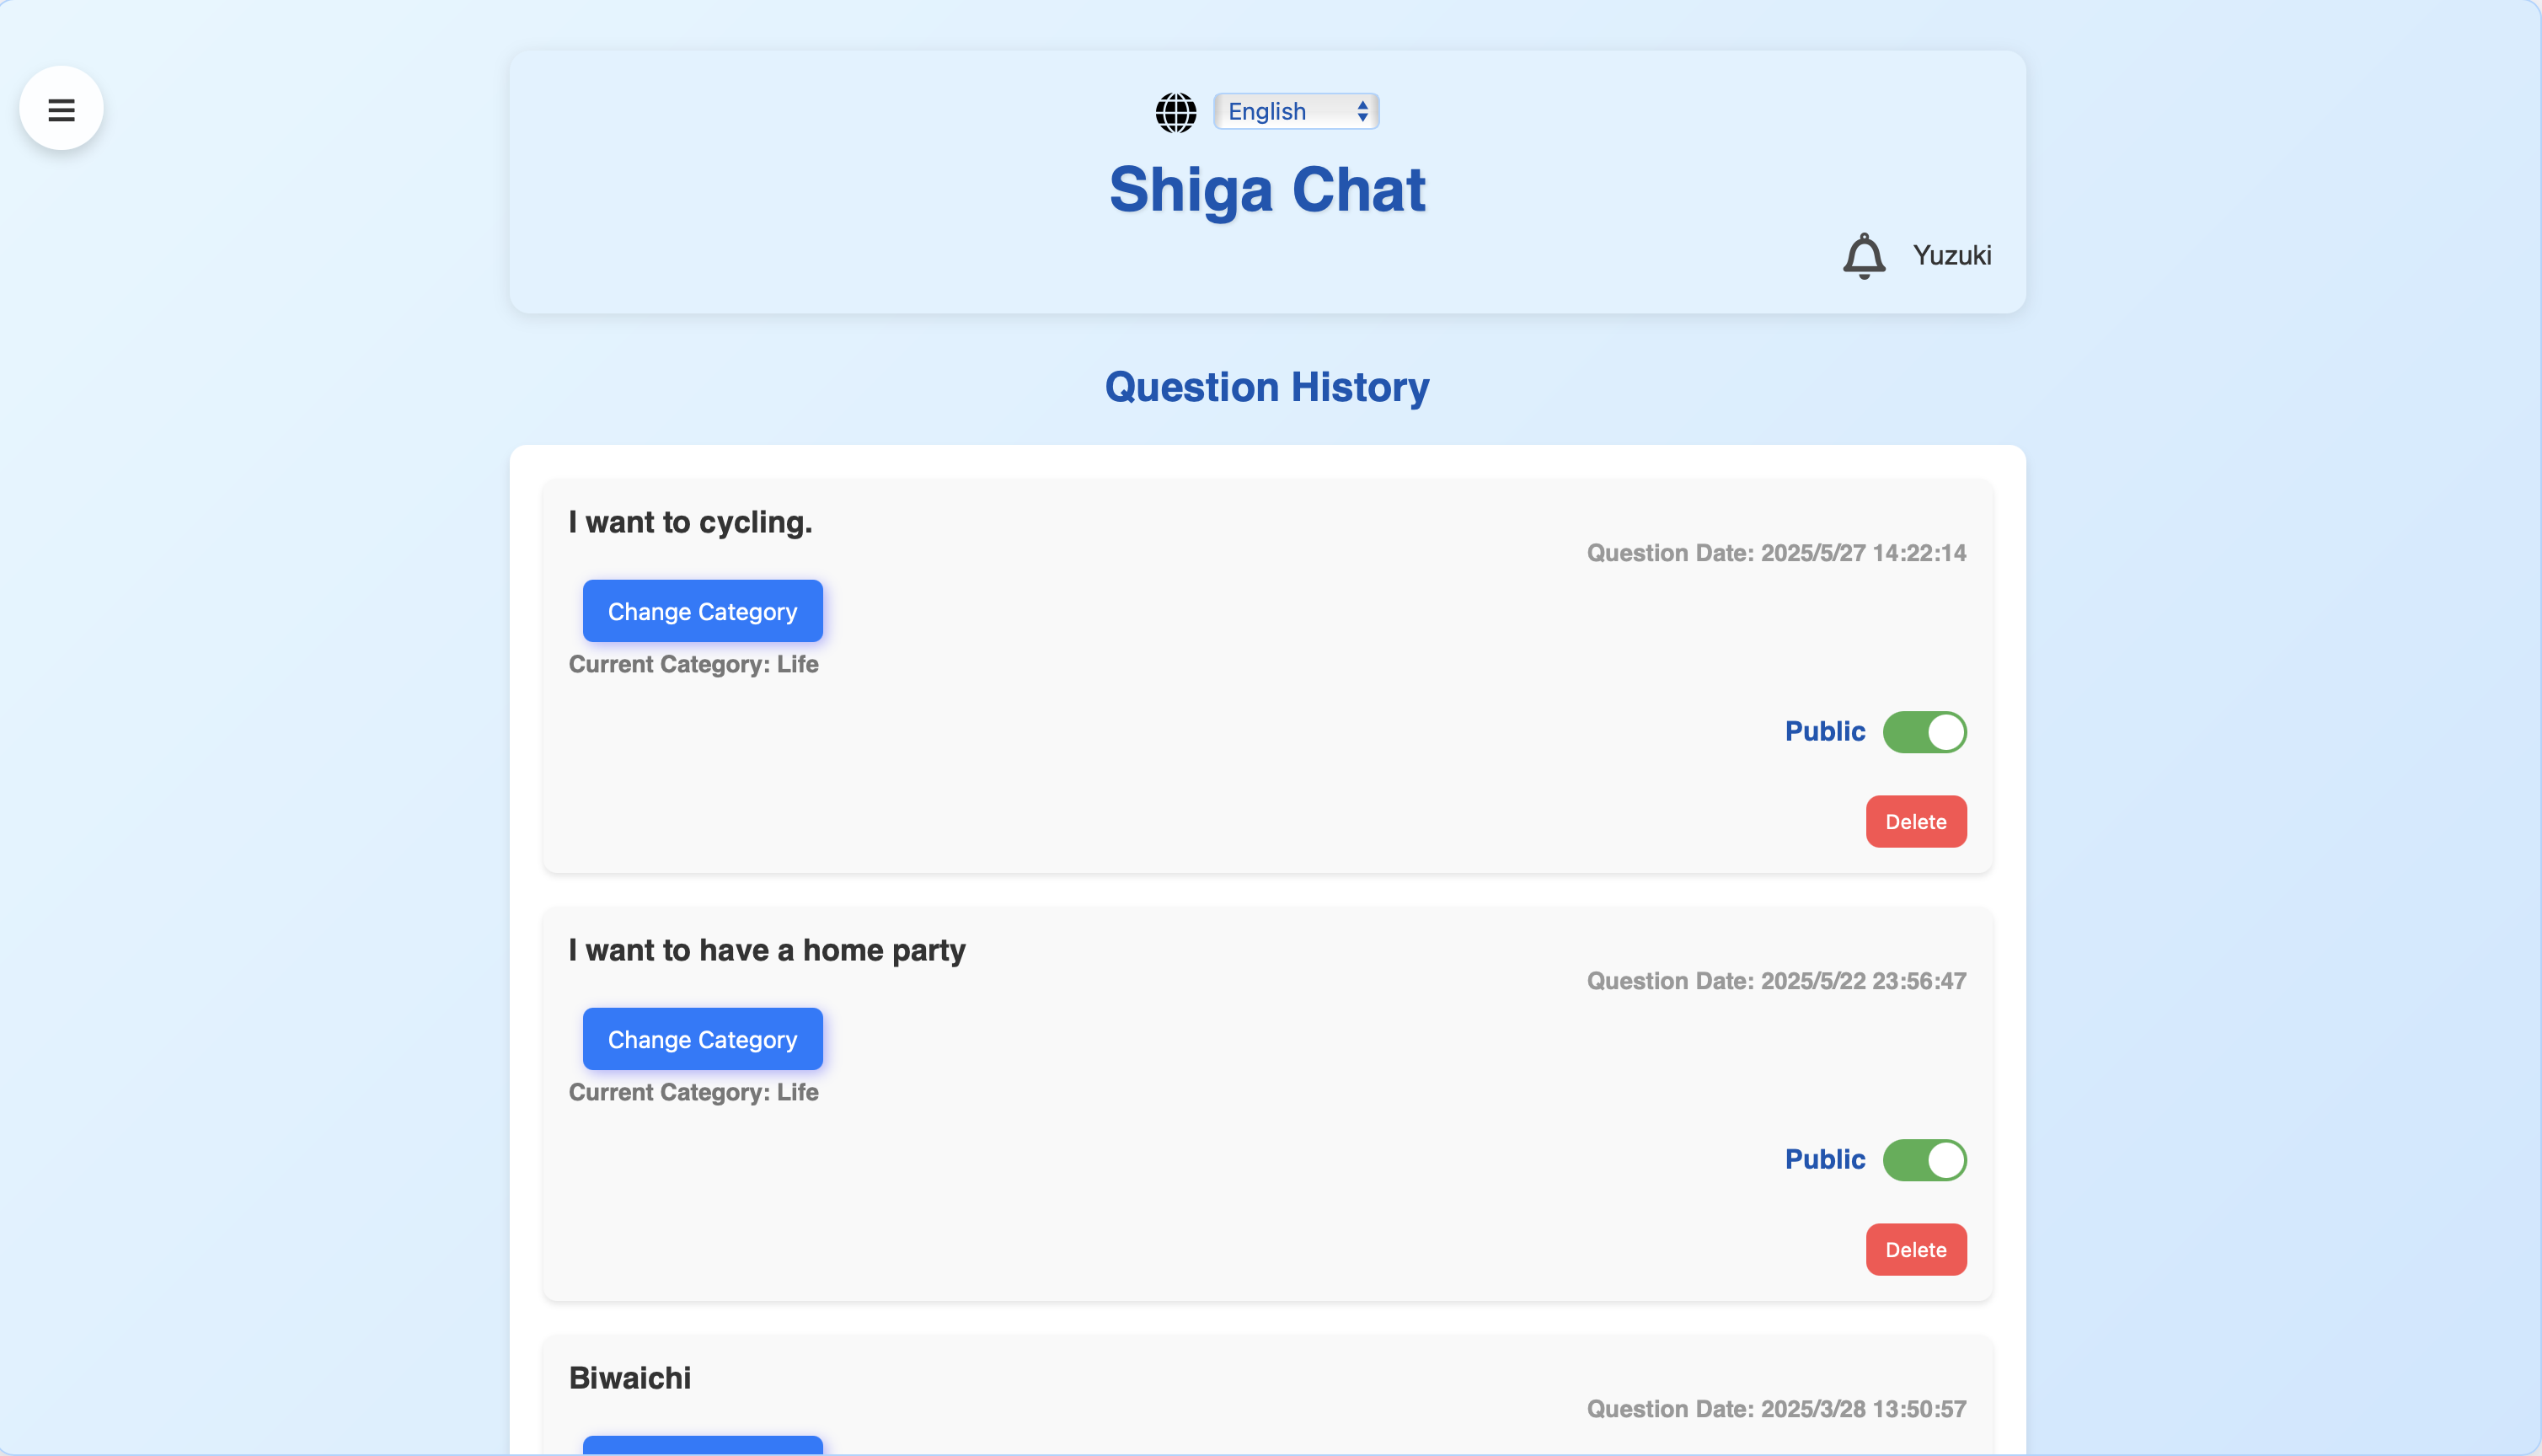 English
Shiga Chat
Yuzuki
Question History
I want to cycling.
Question Date: 2025/5/27 14:22:14
Change Category
Current Category: Life
Public
Delete
I want to have a home party
Question Date: 2025/5/22 23:56:47
Change Category
Current Category: Life
Public
Delete
Biwaichi
Question Date: 2025/3/28 13:50:57